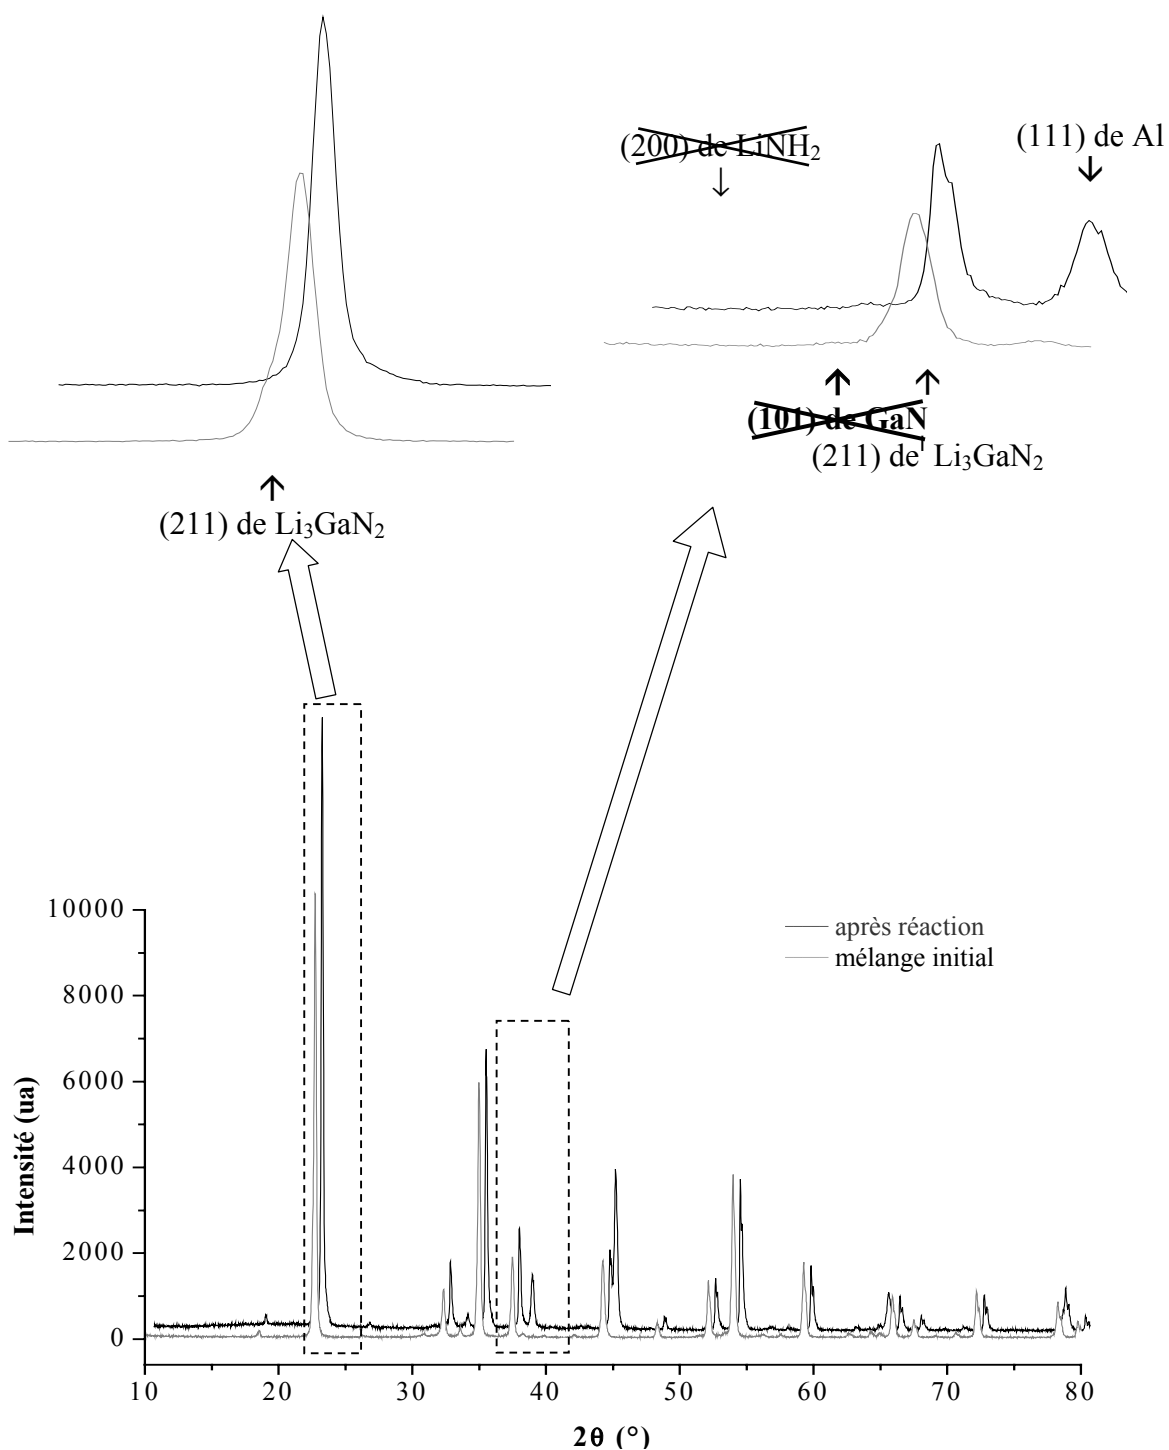 (200) de LiNH2
(111) de Al
(101) de GaN
(211) de Li3GaN2
(211) de Li3GaN2
10000
8000
6000
4000
2000
0
Intensité (ua)
après réaction
mélange initial
10 20 30 40 50 60 70 80
2θ (°)